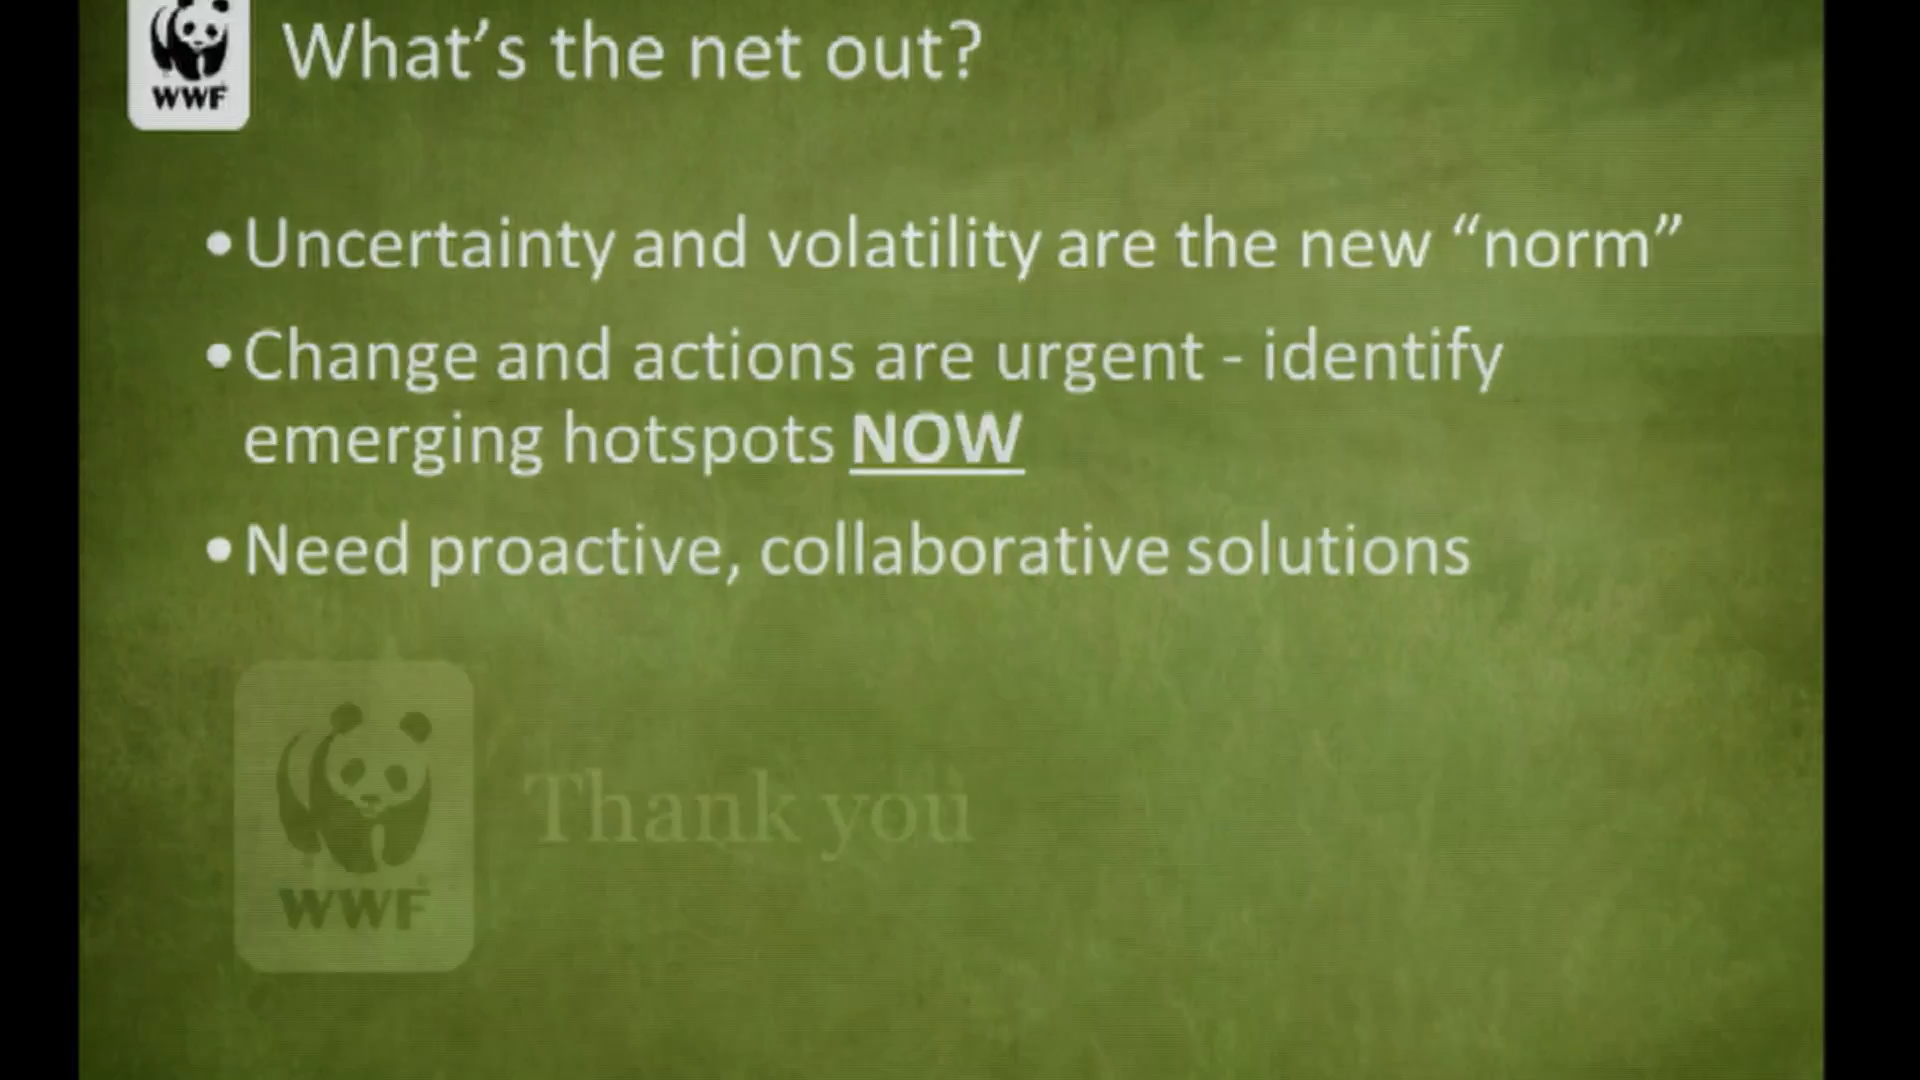 WWF
What's the net out?
•Uncertainty and volatility are the new “norm”
•Change and actions are urgent - identify
emerging hotspots NOW
•Need proactive, collaborative solutions
Thank you
WWF